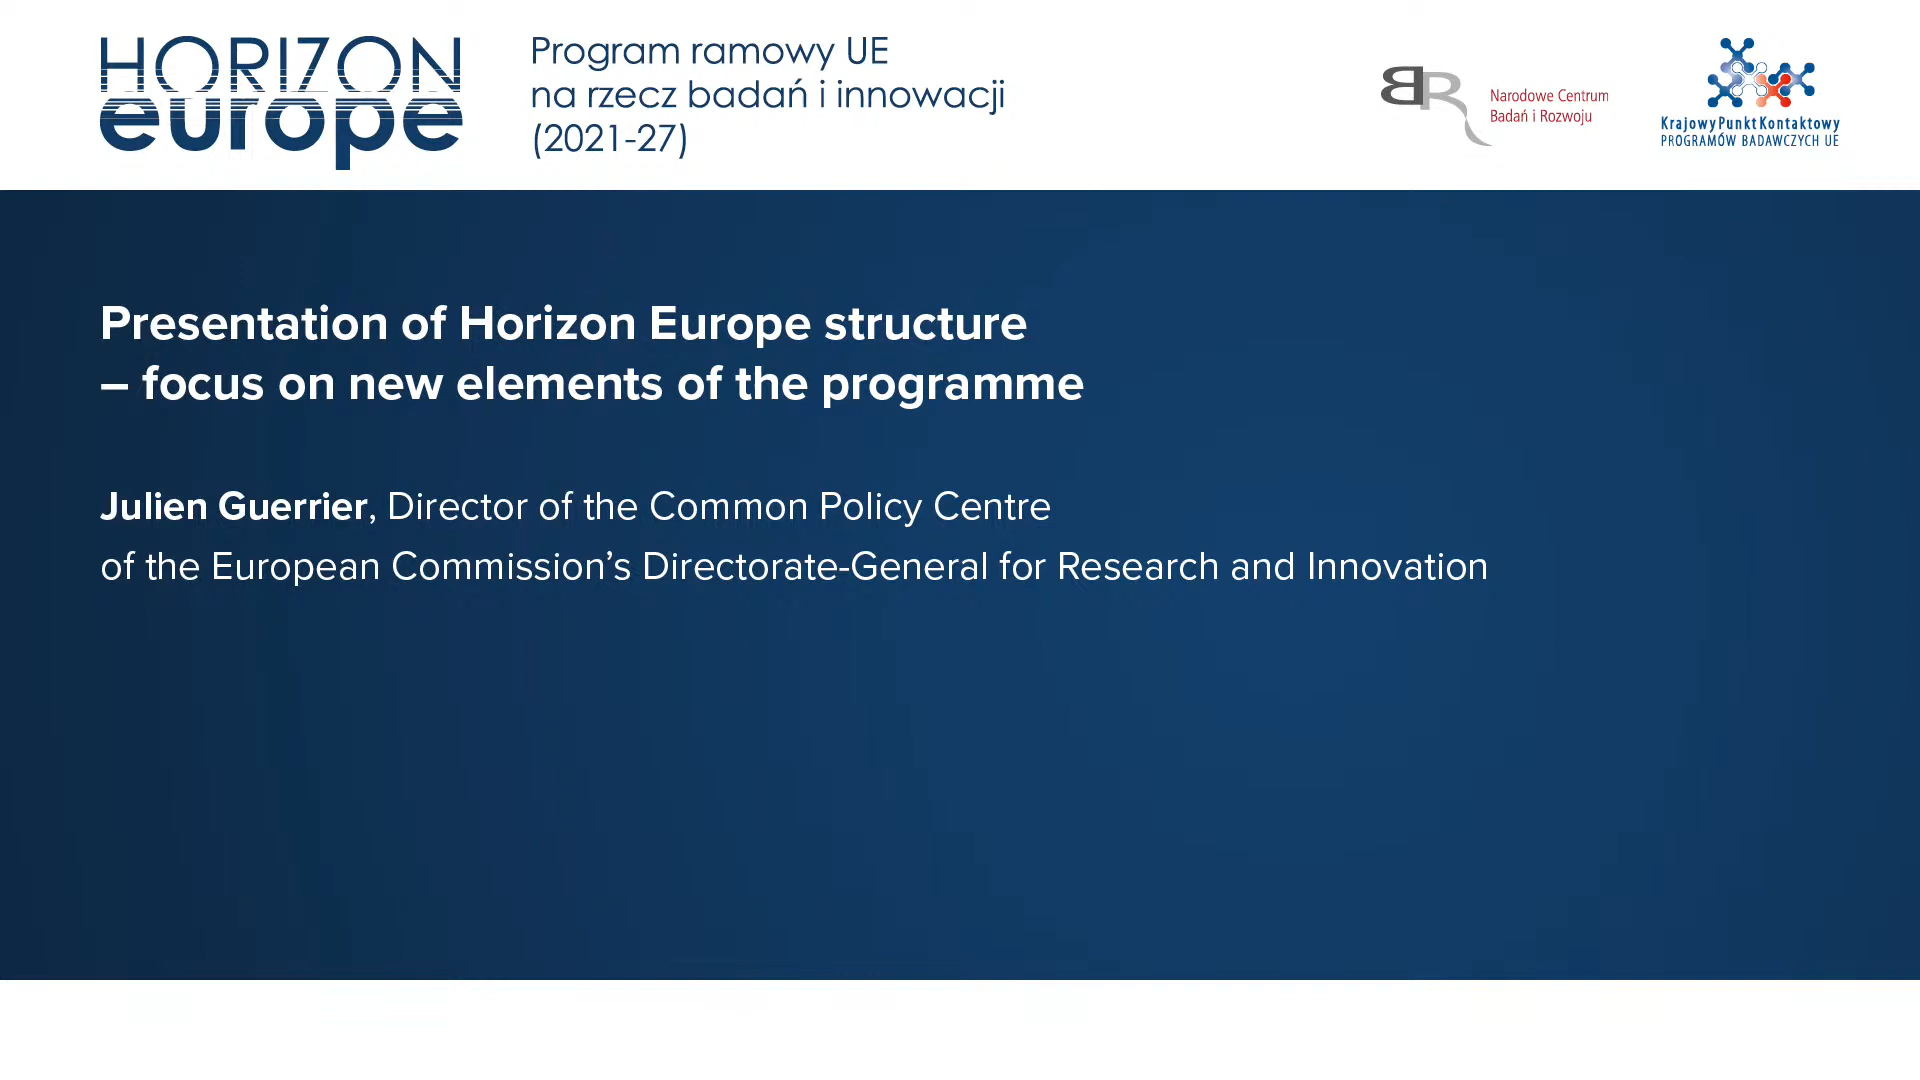 HORIZON
europe
Program ramowy UE
na rzecz badań i innowacji
(2021-27)
BR
Narodowe Centrum
Badań i Rozwoju
Krajowy Punkt Kontaktowy
PROGRAMÓW BADAWCZYCH UE
Presentation of Horizon Europe structure
– focus on new elements of the programme
Julien Guerrier, Director of the Common Policy Centre
of the European Commission’s Directorate-General for Research and Innovation